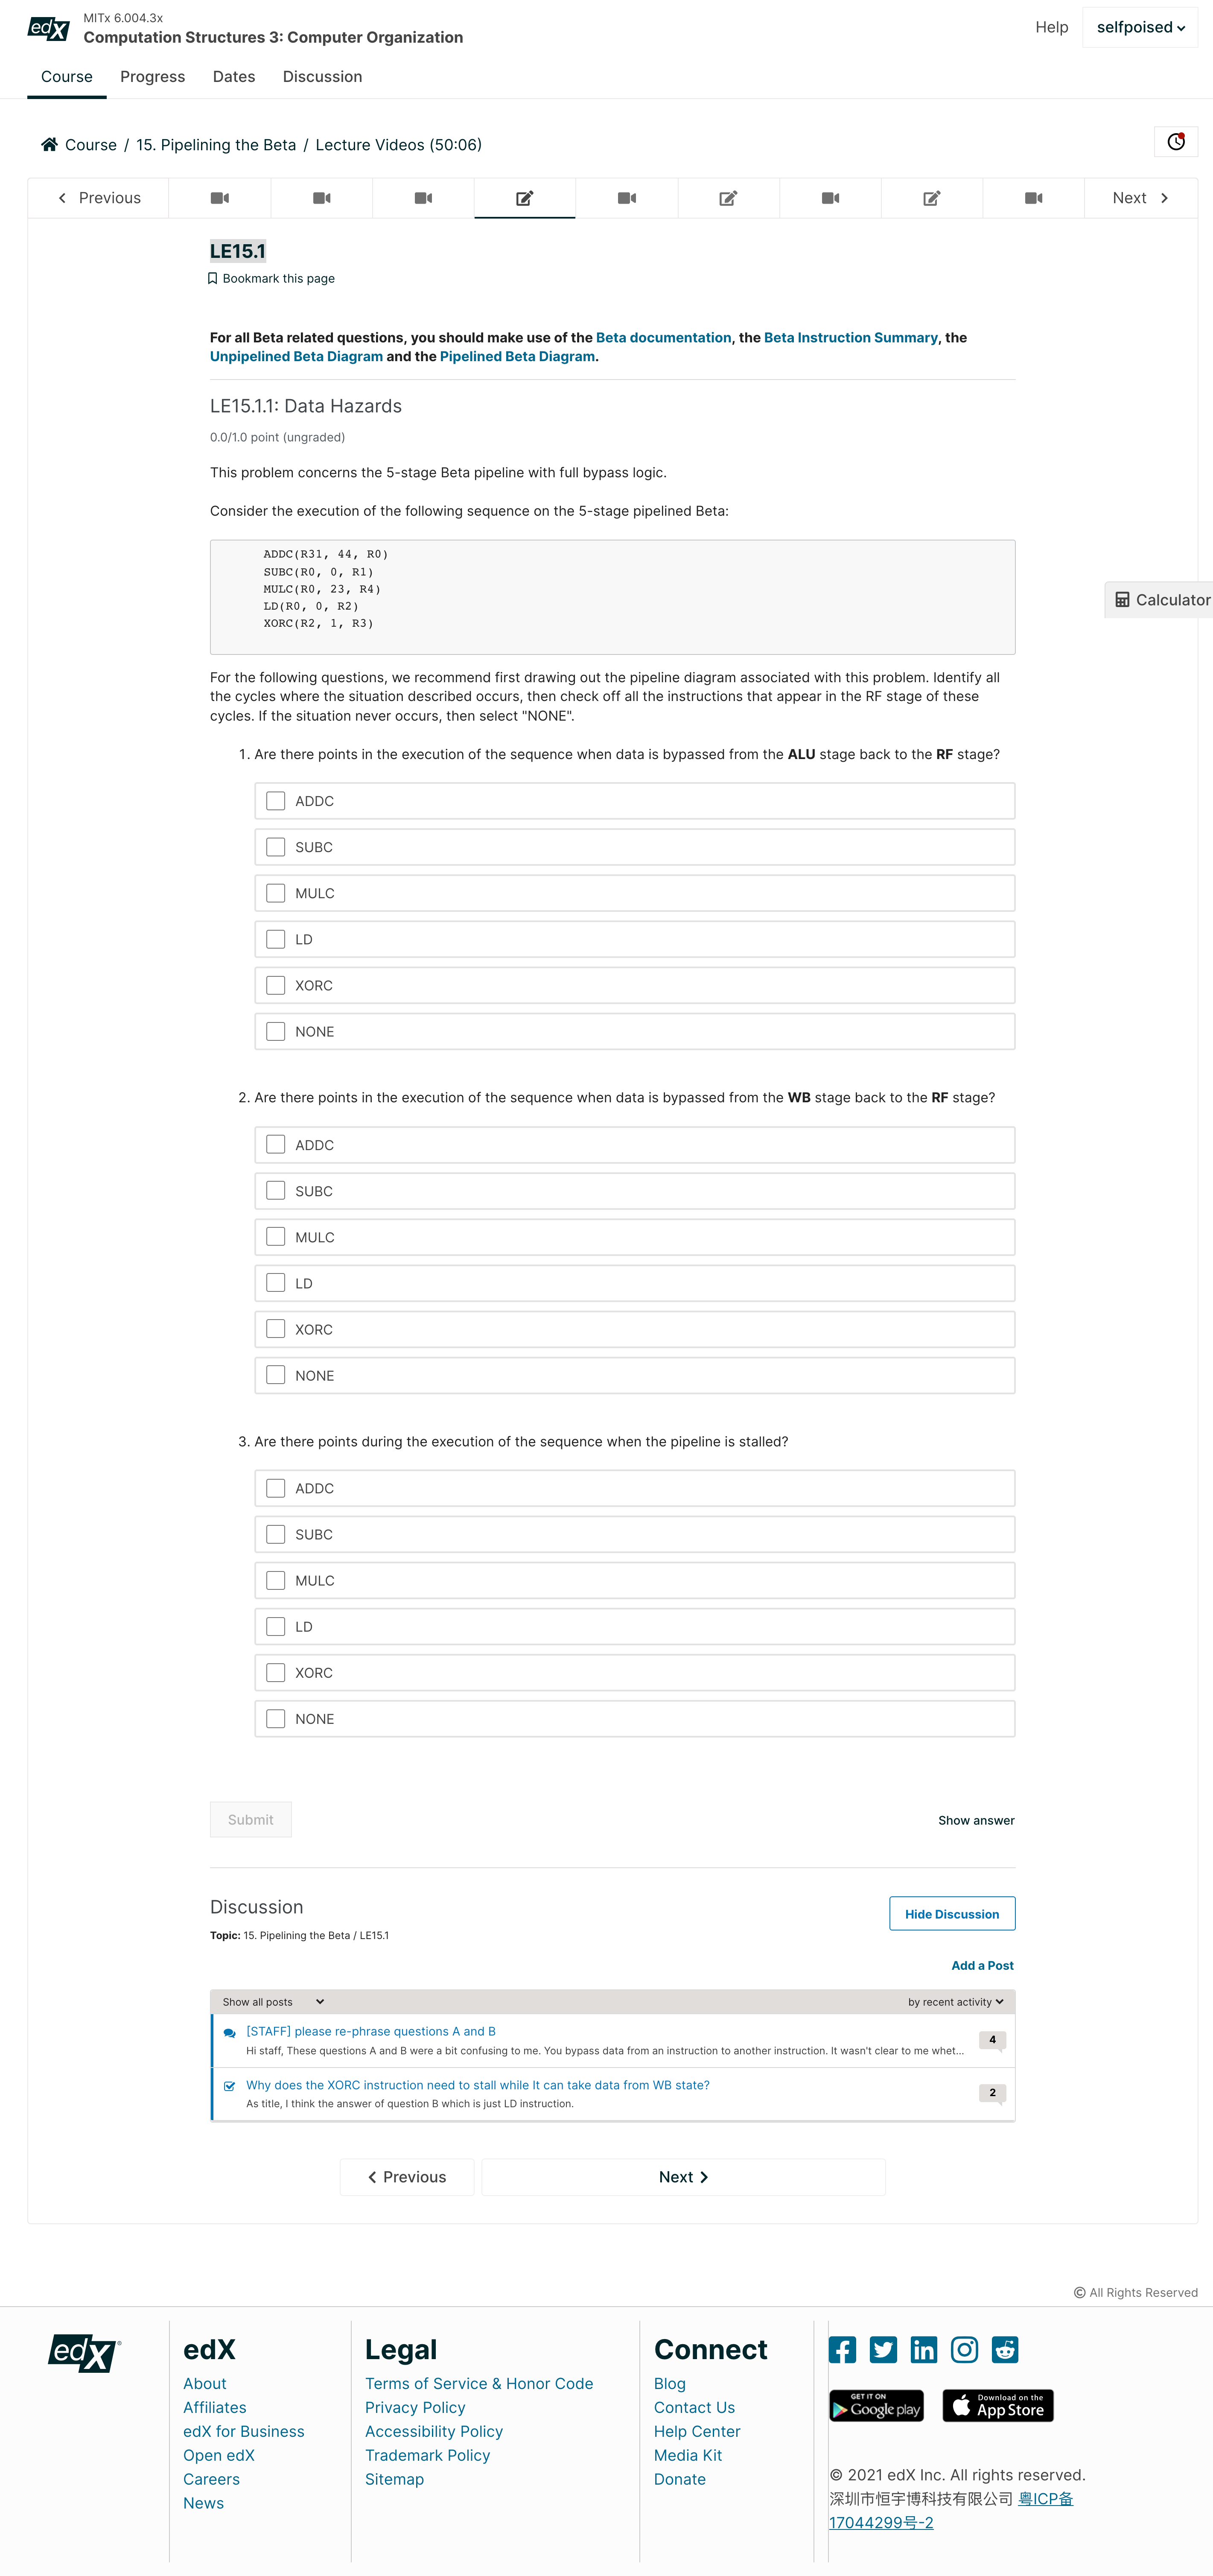 edX
MITx 6.004.3x
Computation Structures 3: Computer Organization
Help
selfpoised
Course
Progress
Dates
Discussion
Course / 15. Pipelining the Beta / Lecture Videos (50:06)
Previous
Next
LE15.1
Bookmark this page
For all Beta related questions, you should make use of the Beta documentation, the Beta Instruction Summary, the
Unpipelined Beta Diagram and the Pipelined Beta Diagram.
LE15.1.1: Data Hazards
0.0/1.0 point (ungraded)
This problem concerns the 5-stage Beta pipeline with full bypass logic.
Consider the execution of the following sequence on the 5-stage pipelined Beta:
ADDC(R31, 44, R0)
SUBC(R0, 0, R1)
MULC(R0, 23, R4)
LD(R0, 0, R2)
XORC(R2, 1, R3)
Calculator
For the following questions, we recommend first drawing out the pipeline diagram associated with this problem. Identify all
the cycles where the situation described occurs, then check off all the instructions that appear in the RF stage of these
cycles. If the situation never occurs, then select "NONE".
1. Are there points in the execution of the sequence when data is bypassed from the ALU stage back to the RF stage?
ADDC
SUBC
MULC
LD
XORC
NONE
2. Are there points in the execution of the sequence when data is bypassed from the WB stage back to the RF stage?
ADDC
SUBC
MULC
LD
XORC
NONE
3. Are there points during the execution of the sequence when the pipeline is stalled?
ADDC
SUBC
MULC
LD
XORC
NONE
Submit
Show answer
Discussion
Hide Discussion
Topic: 15. Pipelining the Beta / LE15.1
Add a Post
Show all posts
by recent activity
[STAFF] please re-phrase questions A and B
Hi staff, These questions A and B were a bit confusing to me. You bypass data from an instruction to another instruction. It wasn't clear to me whet...
4
Why does the XORC instruction need to stall while It can take data from WB state?
As title, I think the answer of question B which is just LD instruction.
2
Previous
Next
© All Rights Reserved
edX
edX
About
Affiliates
edX for Business
Open edX
Careers
News
Legal
Terms of Service & Honor Code
Privacy Policy
Accessibility Policy
Trademark Policy
Sitemap
Connect
Blog
Contact Us
Help Center
Media Kit
Donate
GET IT ON
Google play
Download on the
App Store
© 2021 edX Inc. All rights reserved.
深圳市恒宇博科技有限公司 粤ICP备
17044299号-2